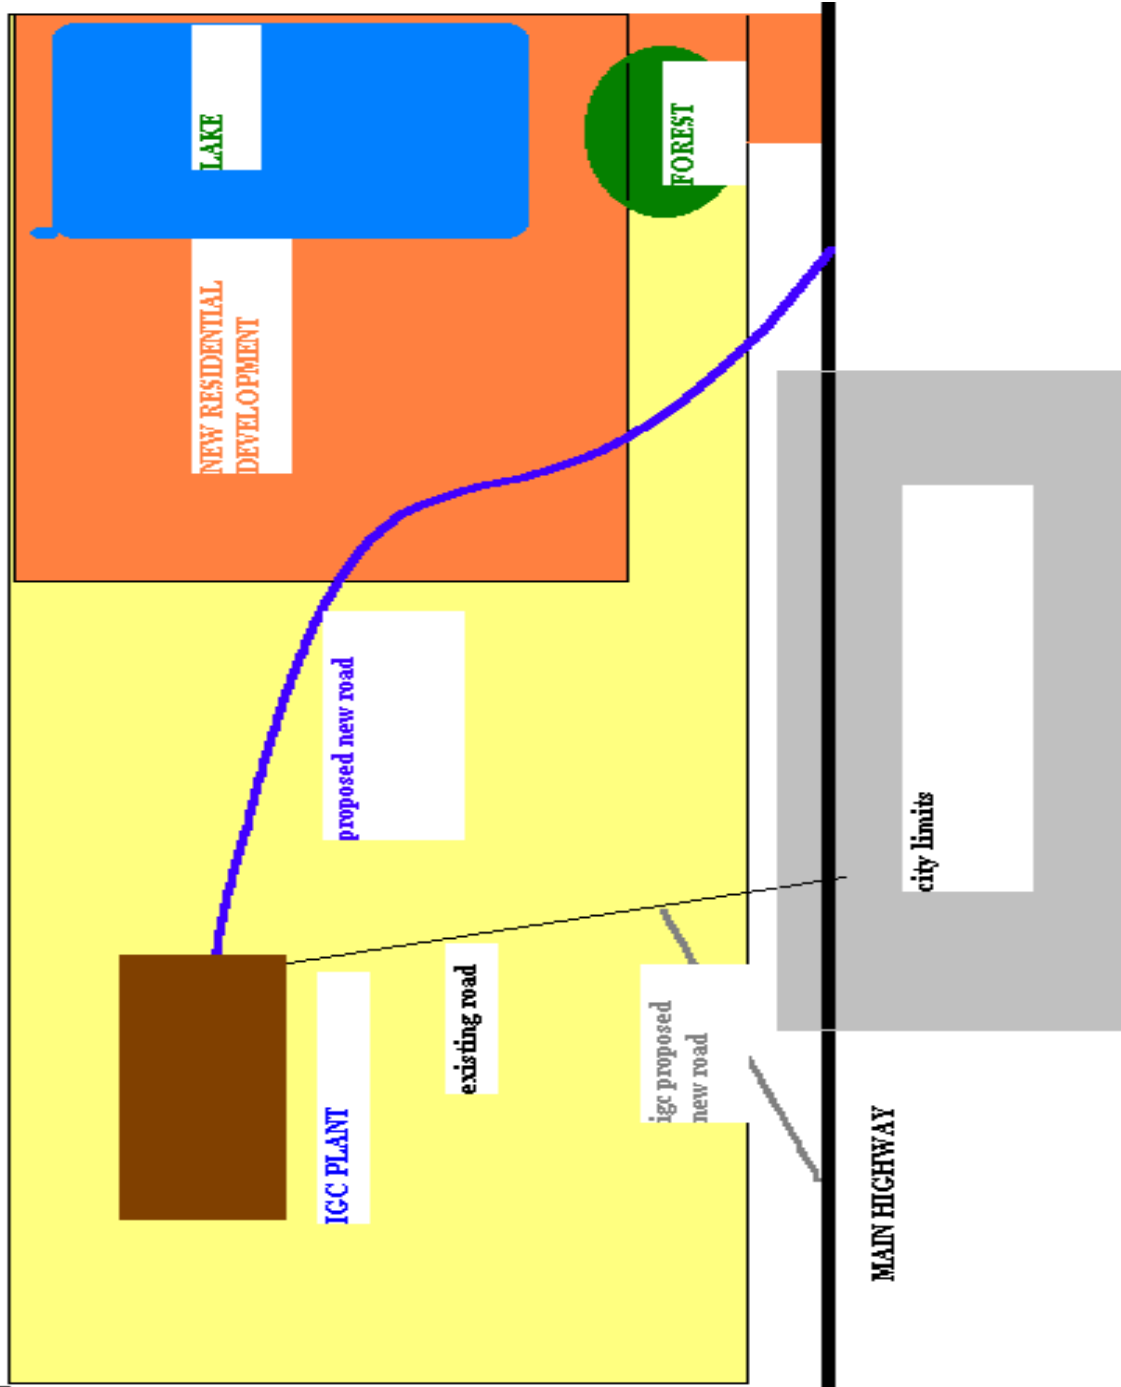 LAKE
FOREST
NEW RESIDENTIAL
DEVELOPMENT
proposed new road
city limits
existing road
igc proposed
new road
IGC PLANT
MAIN HIGHWAY